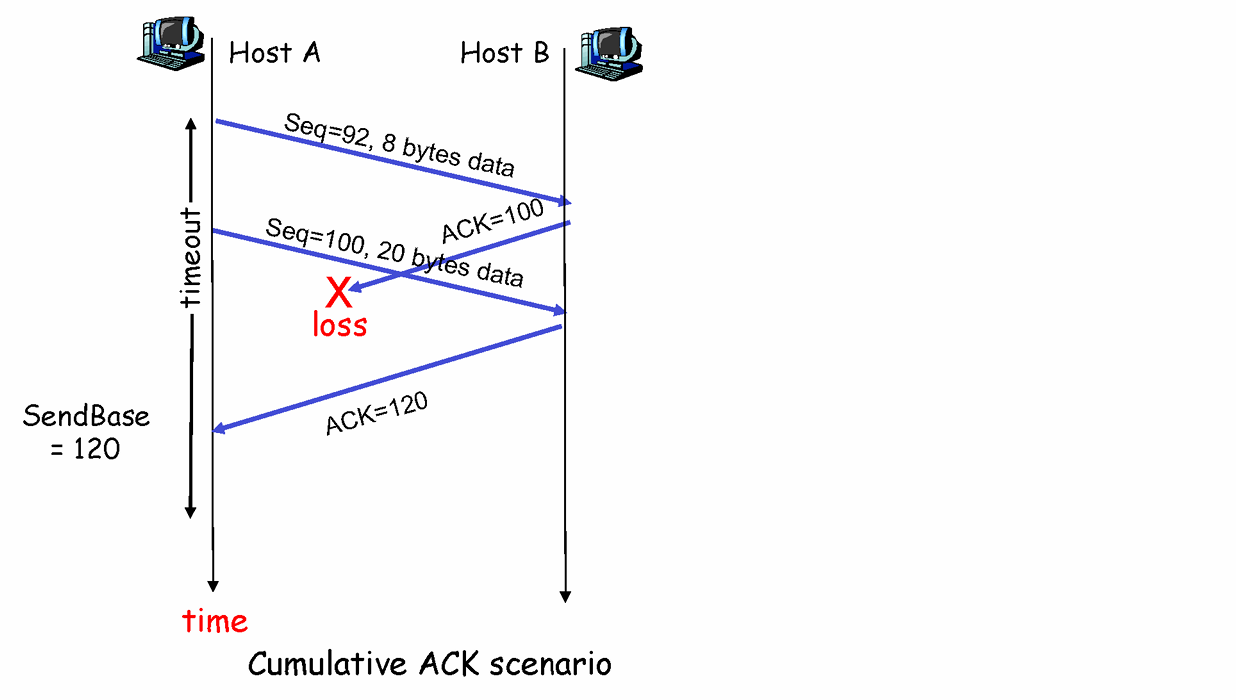 Host A
Host B
Seq=92, 8 bytes data
ACK=100
Seq=100, 20 bytes data
timeout
X
loss
ACK=120
SendBase
= 120
time
Cumulative ACK scenario